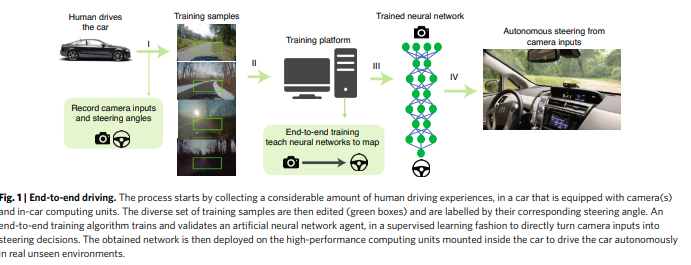 Human drives
the car
Training samples
Trained neural network
Autonomous steering from
camera inputs
Training platform
I
II
III
IV
Record camera inputs
and steering angles
End-to-end training
teach neural networks to map
Fig. 1 | End-to-end driving. The process starts by collecting a considerable amount of human driving experiences, in a car that is equipped with camera(s)
and in-car computing units. The diverse set of training samples are then edited (green boxes) and are labelled by their corresponding steering angle. An
end-to-end training algorithm trains and validates an artificial neural network agent, in a supervised learning fashion to directly turn camera inputs into
steering decisions. The obtained network is then deployed on the high-performance computing units mounted inside the car to drive the car autonomously
in real unseen environments.